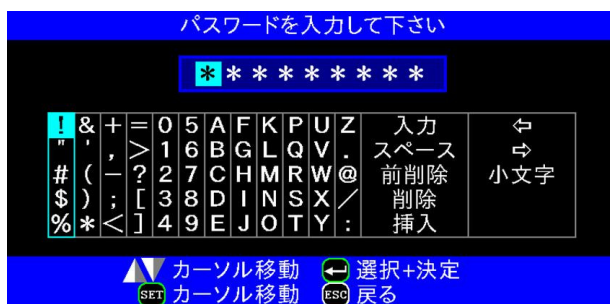 パスワードを入力して下さい
*********
! & + = 0 5 A F K P U Z 入力 ⇦
" ' , > 1 6 B G L Q V . スペース ⇨
# ( - ? 2 7 C H M R W @ 前削除 小文字
$ ) ; [ 3 8 D I N S X / 削除
% * < ] 4 9 E J O T Y : 挿入
カーソル移動 選択+決定
SET カーソル移動 ESC 戻る